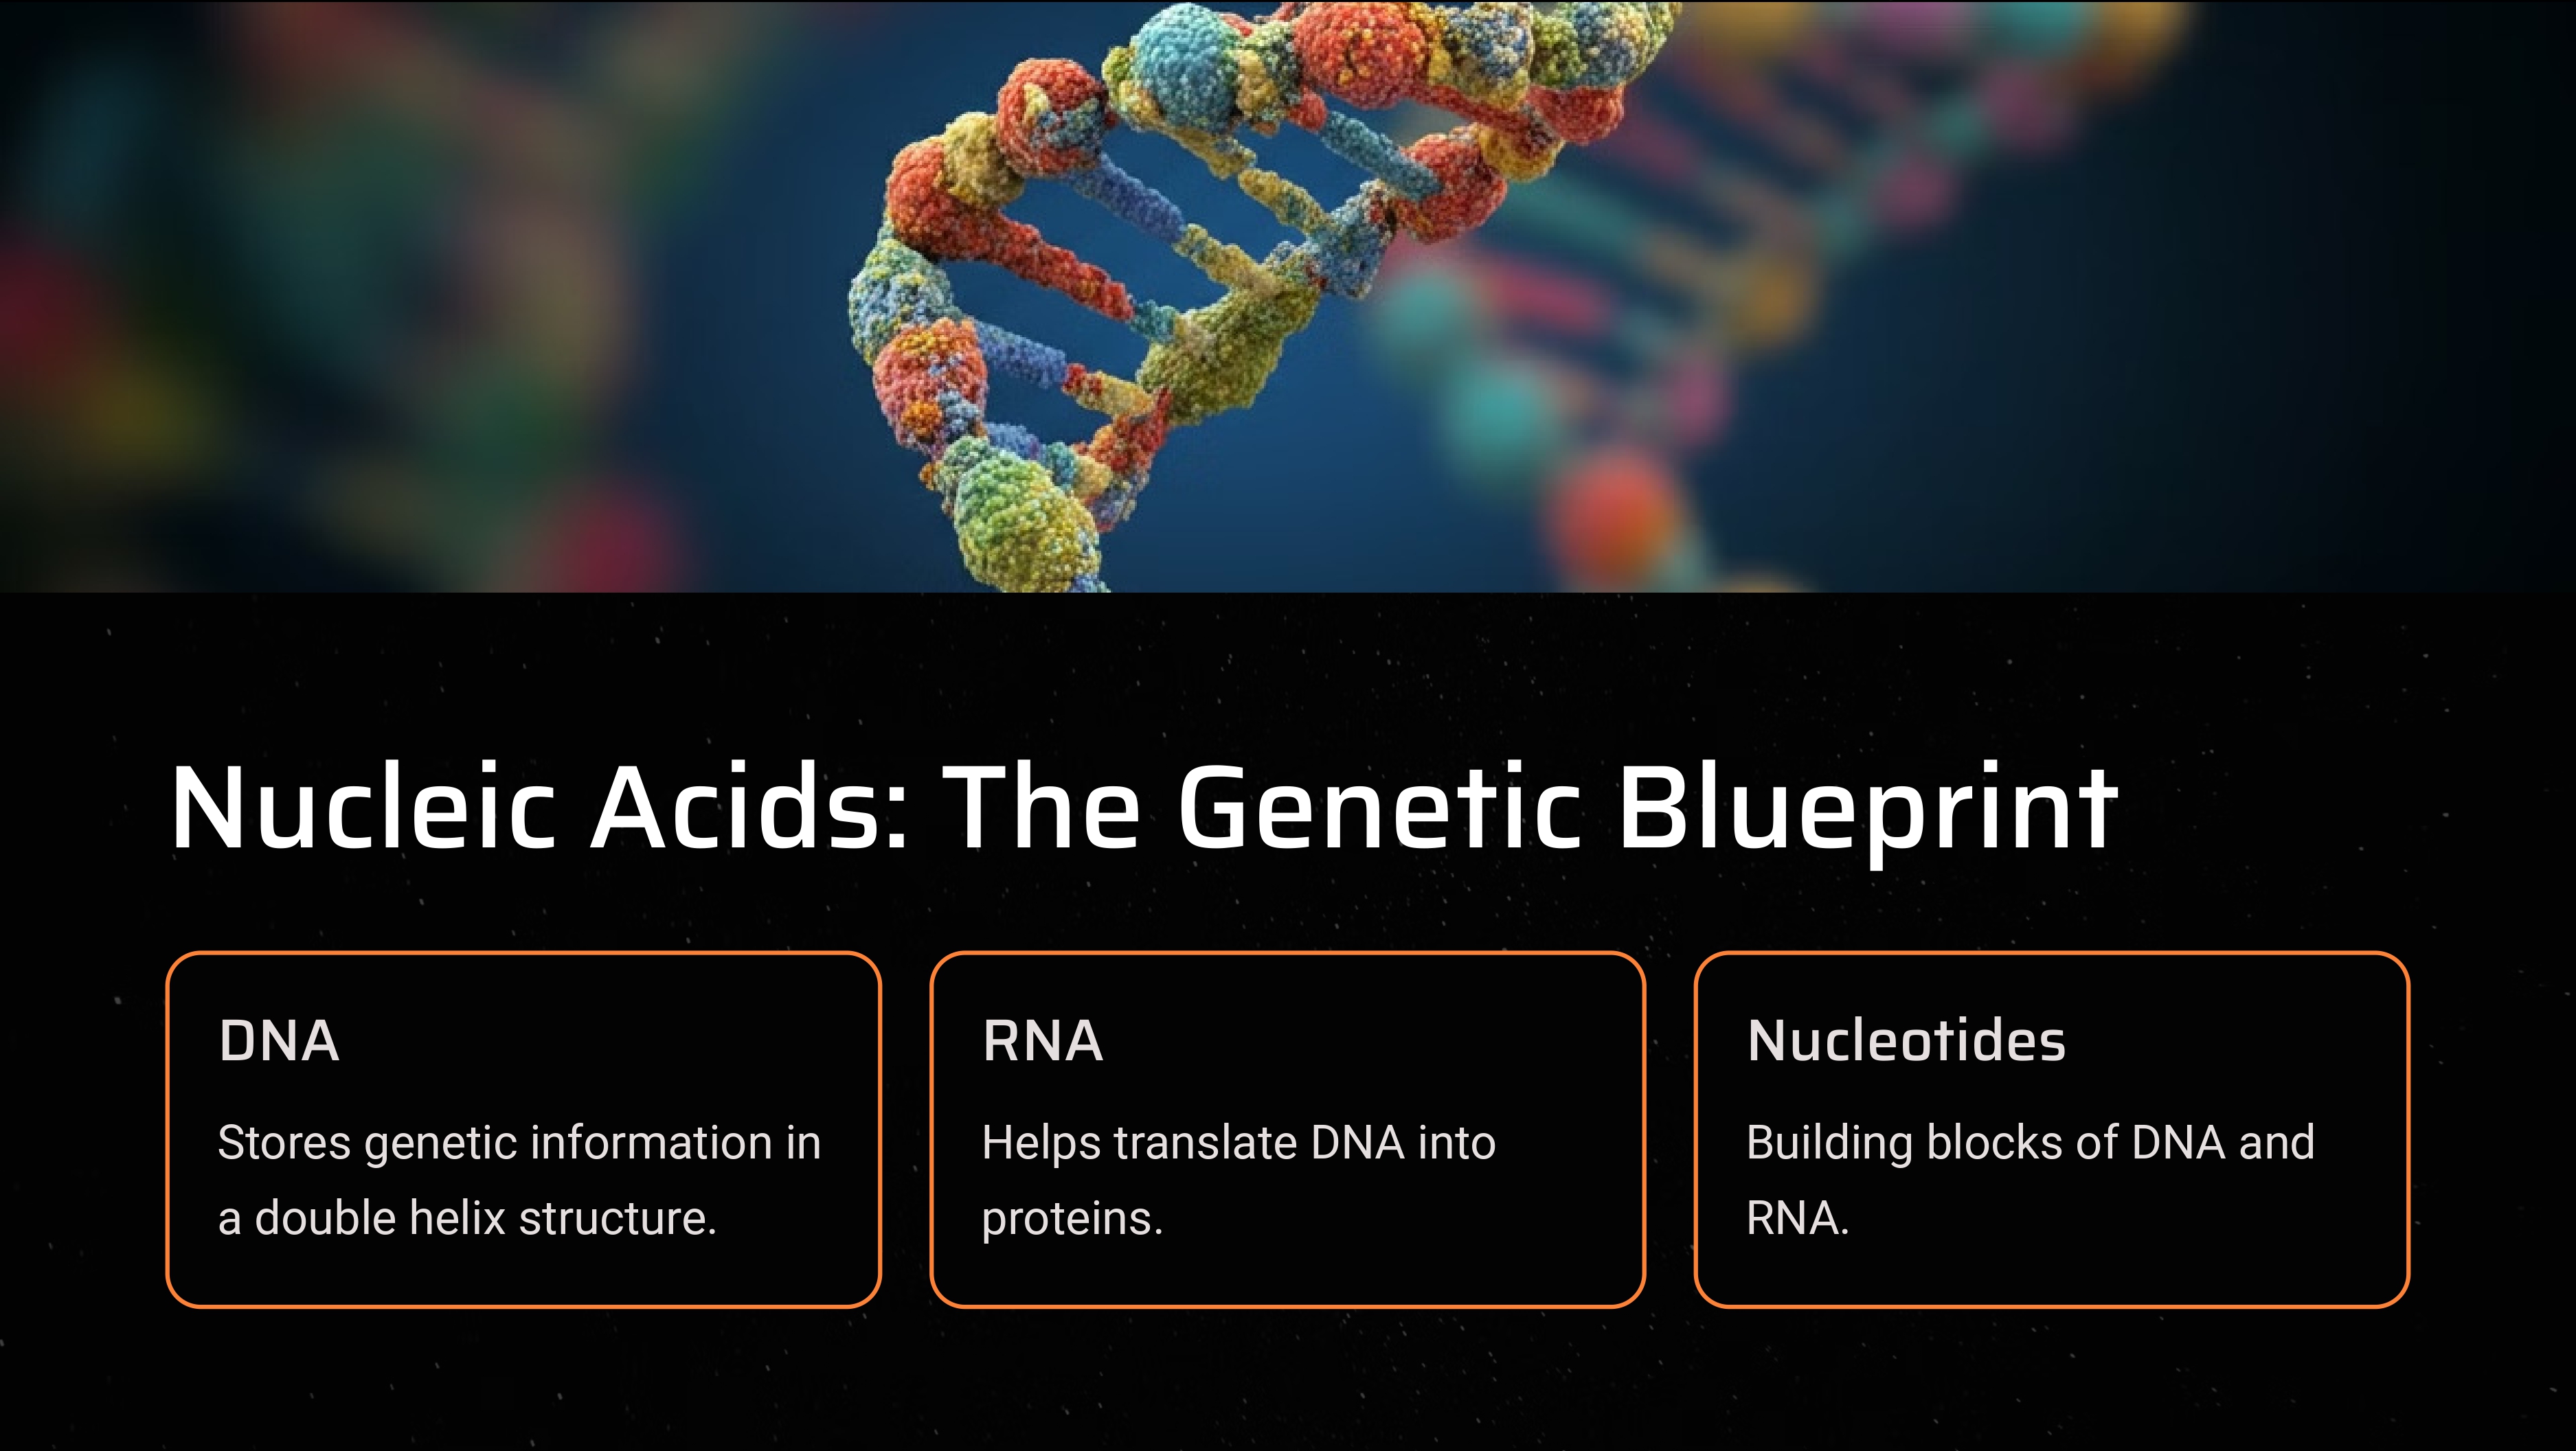 Nucleic Acids: The Genetic Blueprint
DNA
Stores genetic information in
a double helix structure.
RNA
Helps translate DNA into
proteins.
Nucleotides
Building blocks of DNA and
RNA.